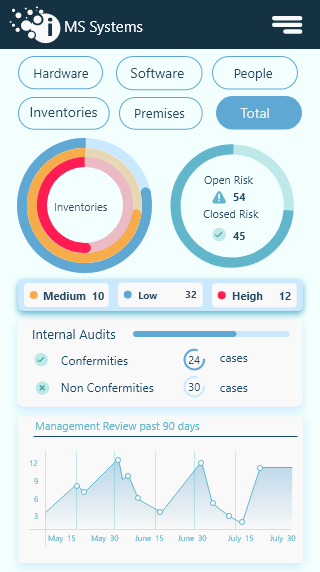 i MS Systems
Hardware Software People
Inventories Premises Total
Inventories
Open Risk
54
Closed Risk
45
Medium 10 Low 32 Heigh 12
Internal Audits
Confermities 24 cases
Non Confermities 30 cases
Management Review past 90 days
12
9
6
3
May 15 May 30 June 15 June 30 July 15 July 30